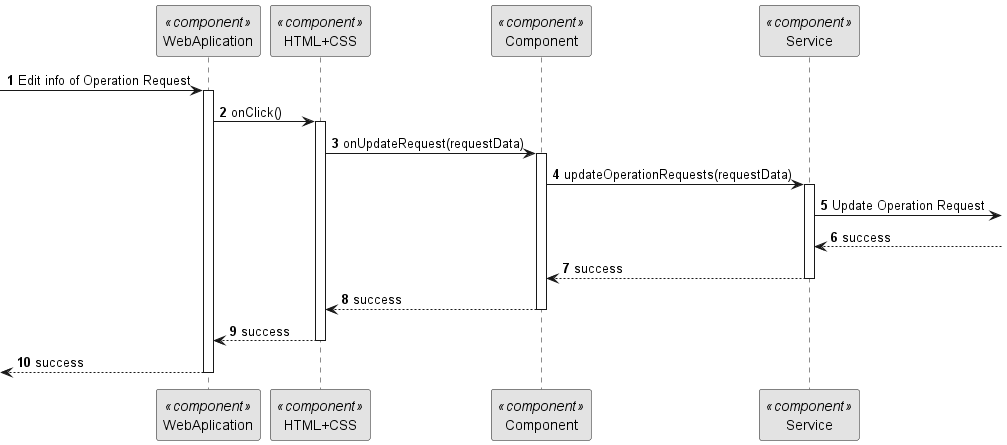 «component» «component» «component» «component»
WebAplication HTML+CSS Component Service
1 Edit info of Operation Request
2 onClick()
3 onUpdateRequest(requestData)
4 updateOperationRequests(requestData)
5 Update Operation Request
6 success
7 success
8 success
9 success
10 success
«component» «component» «component» «component»
WebAplication HTML+CSS Component Service